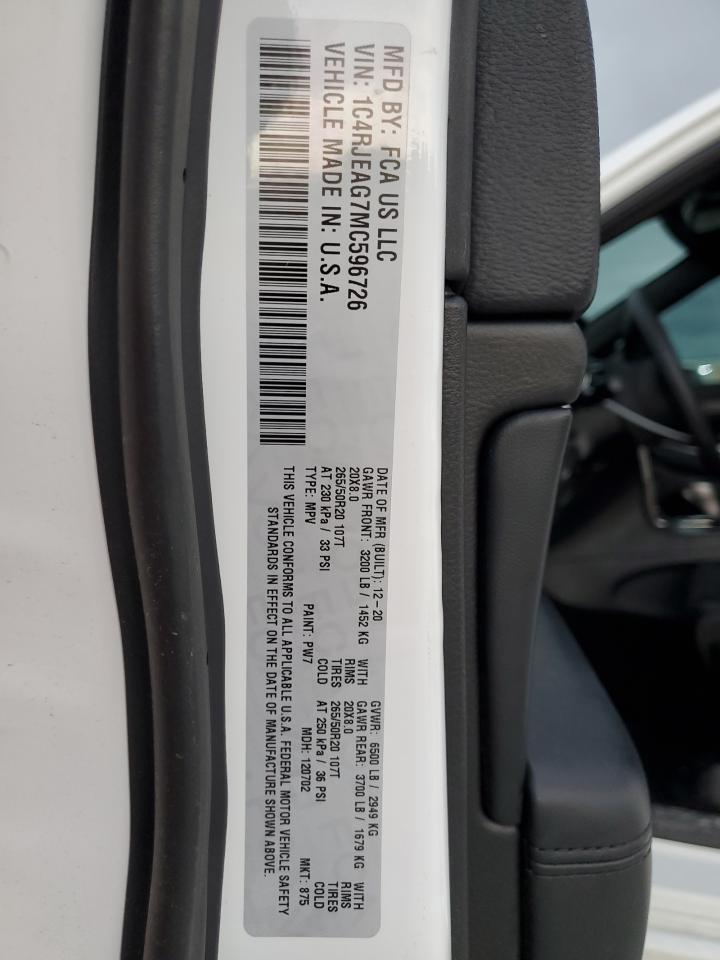 MFD BY: FCA US LLC
VIN: 1C4RJEAG7MC596726
VEHICLE MADE IN: U.S.A.
DATE OF MFR (BUILT): 12-20 GVWR: 6500 LB / 2949 KG
GAWR FRONT: 3200 LB / 1452 KG WITH GAWR REAR: 3700 LB / 1679 KG WITH
20X8.0 RIMS 20X8.0 RIMS
265/50R20 107T TIRES 265/50R20 107T TIRES
AT 230 kPa / 33 PSI COLD AT 250 kPa / 36 PSI COLD
TYPE: MPV PAINT: PW7 MDH: 120702 MKT: 875
THIS VEHICLE CONFORMS TO ALL APPLICABLE U.S.A. FEDERAL MOTOR VEHICLE SAFETY
STANDARDS IN EFFECT ON THE DATE OF MANUFACTURE SHOWN ABOVE.